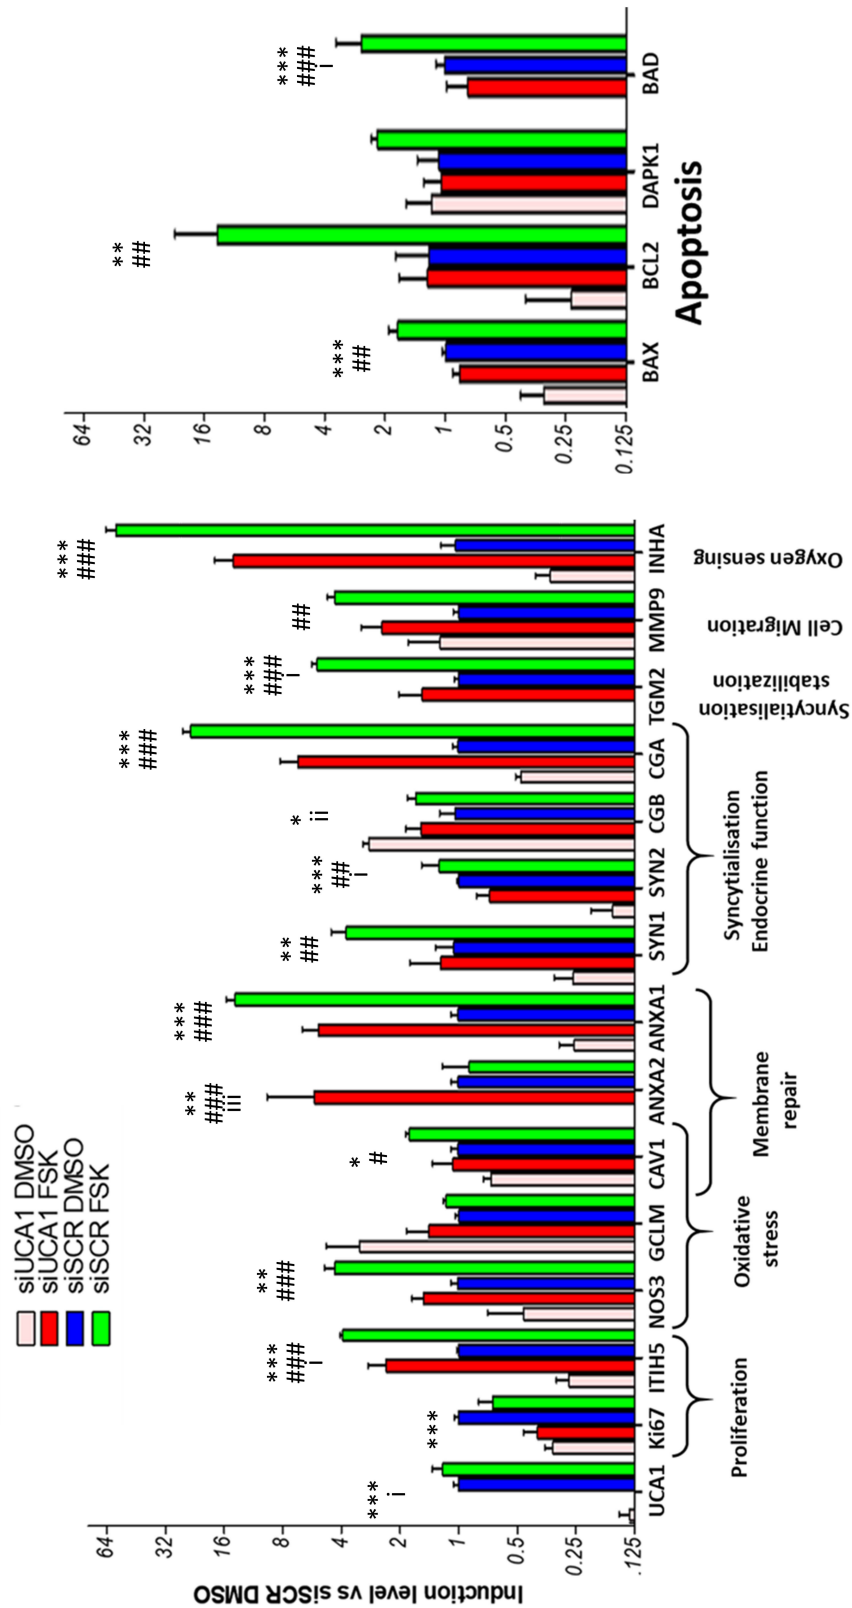 siUCA1 DMSO
siUCA1 FSK
siSCR DMSO
siSCR FSK
Induction level vs siSCR DMSO
64
32
16
8
4
2
1
0.5
0.25
.125
***
i
***
***
###
i
**
###
*
#
**
###
iii
***
###
**
##
***
##
i
*
ii
***
###
***
###
i
##
***
###
UCA1 Ki67 ITIH5 NOS3 GCLM CAV1 ANXA2 ANXA1 SYN1 SYN2 CGB CGA TGM2 MMP9 INHA
Proliferation
Oxidative
stress
Membrane
repair
Syncytialisation
Endocrine function
Syncytialisation
stabilization
Cell Migration
Oxygen sensing
64
32
16
8
4
2
1
0.5
0.25
0.125
***
##
**
##
***
###
i
BAX BCL2 DAPK1 BAD
Apoptosis